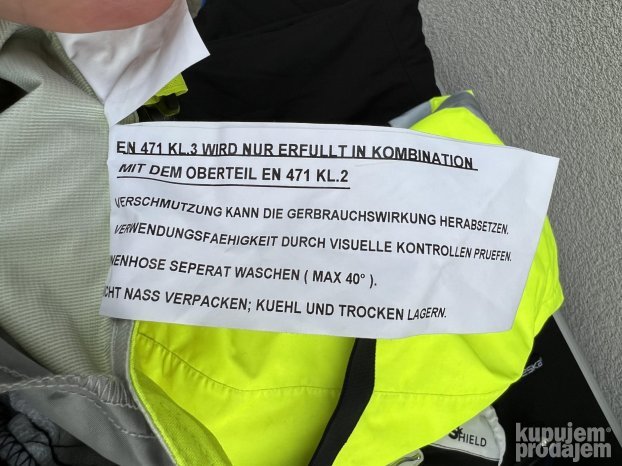 EN 471 KL.3 WIRD NUR ERFULLT IN KOMBINATION
MIT DEM OBERTEIL EN 471 KL.2
VERSCHMUTZUNG KANN DIE GERBRAUCHSWIRKUNG HERABSETZEN.
VERWENDUNGSFAEHIGKEIT DURCH VISUELLE KONTROLLEN PRUEFEN.
NENHOSE SEPERAT WASCHEN ( MAX 40° ).
CHT NASS VERPACKEN; KUEHL UND TROCKEN LAGERN.
SHIELD
kupujem
prodajem